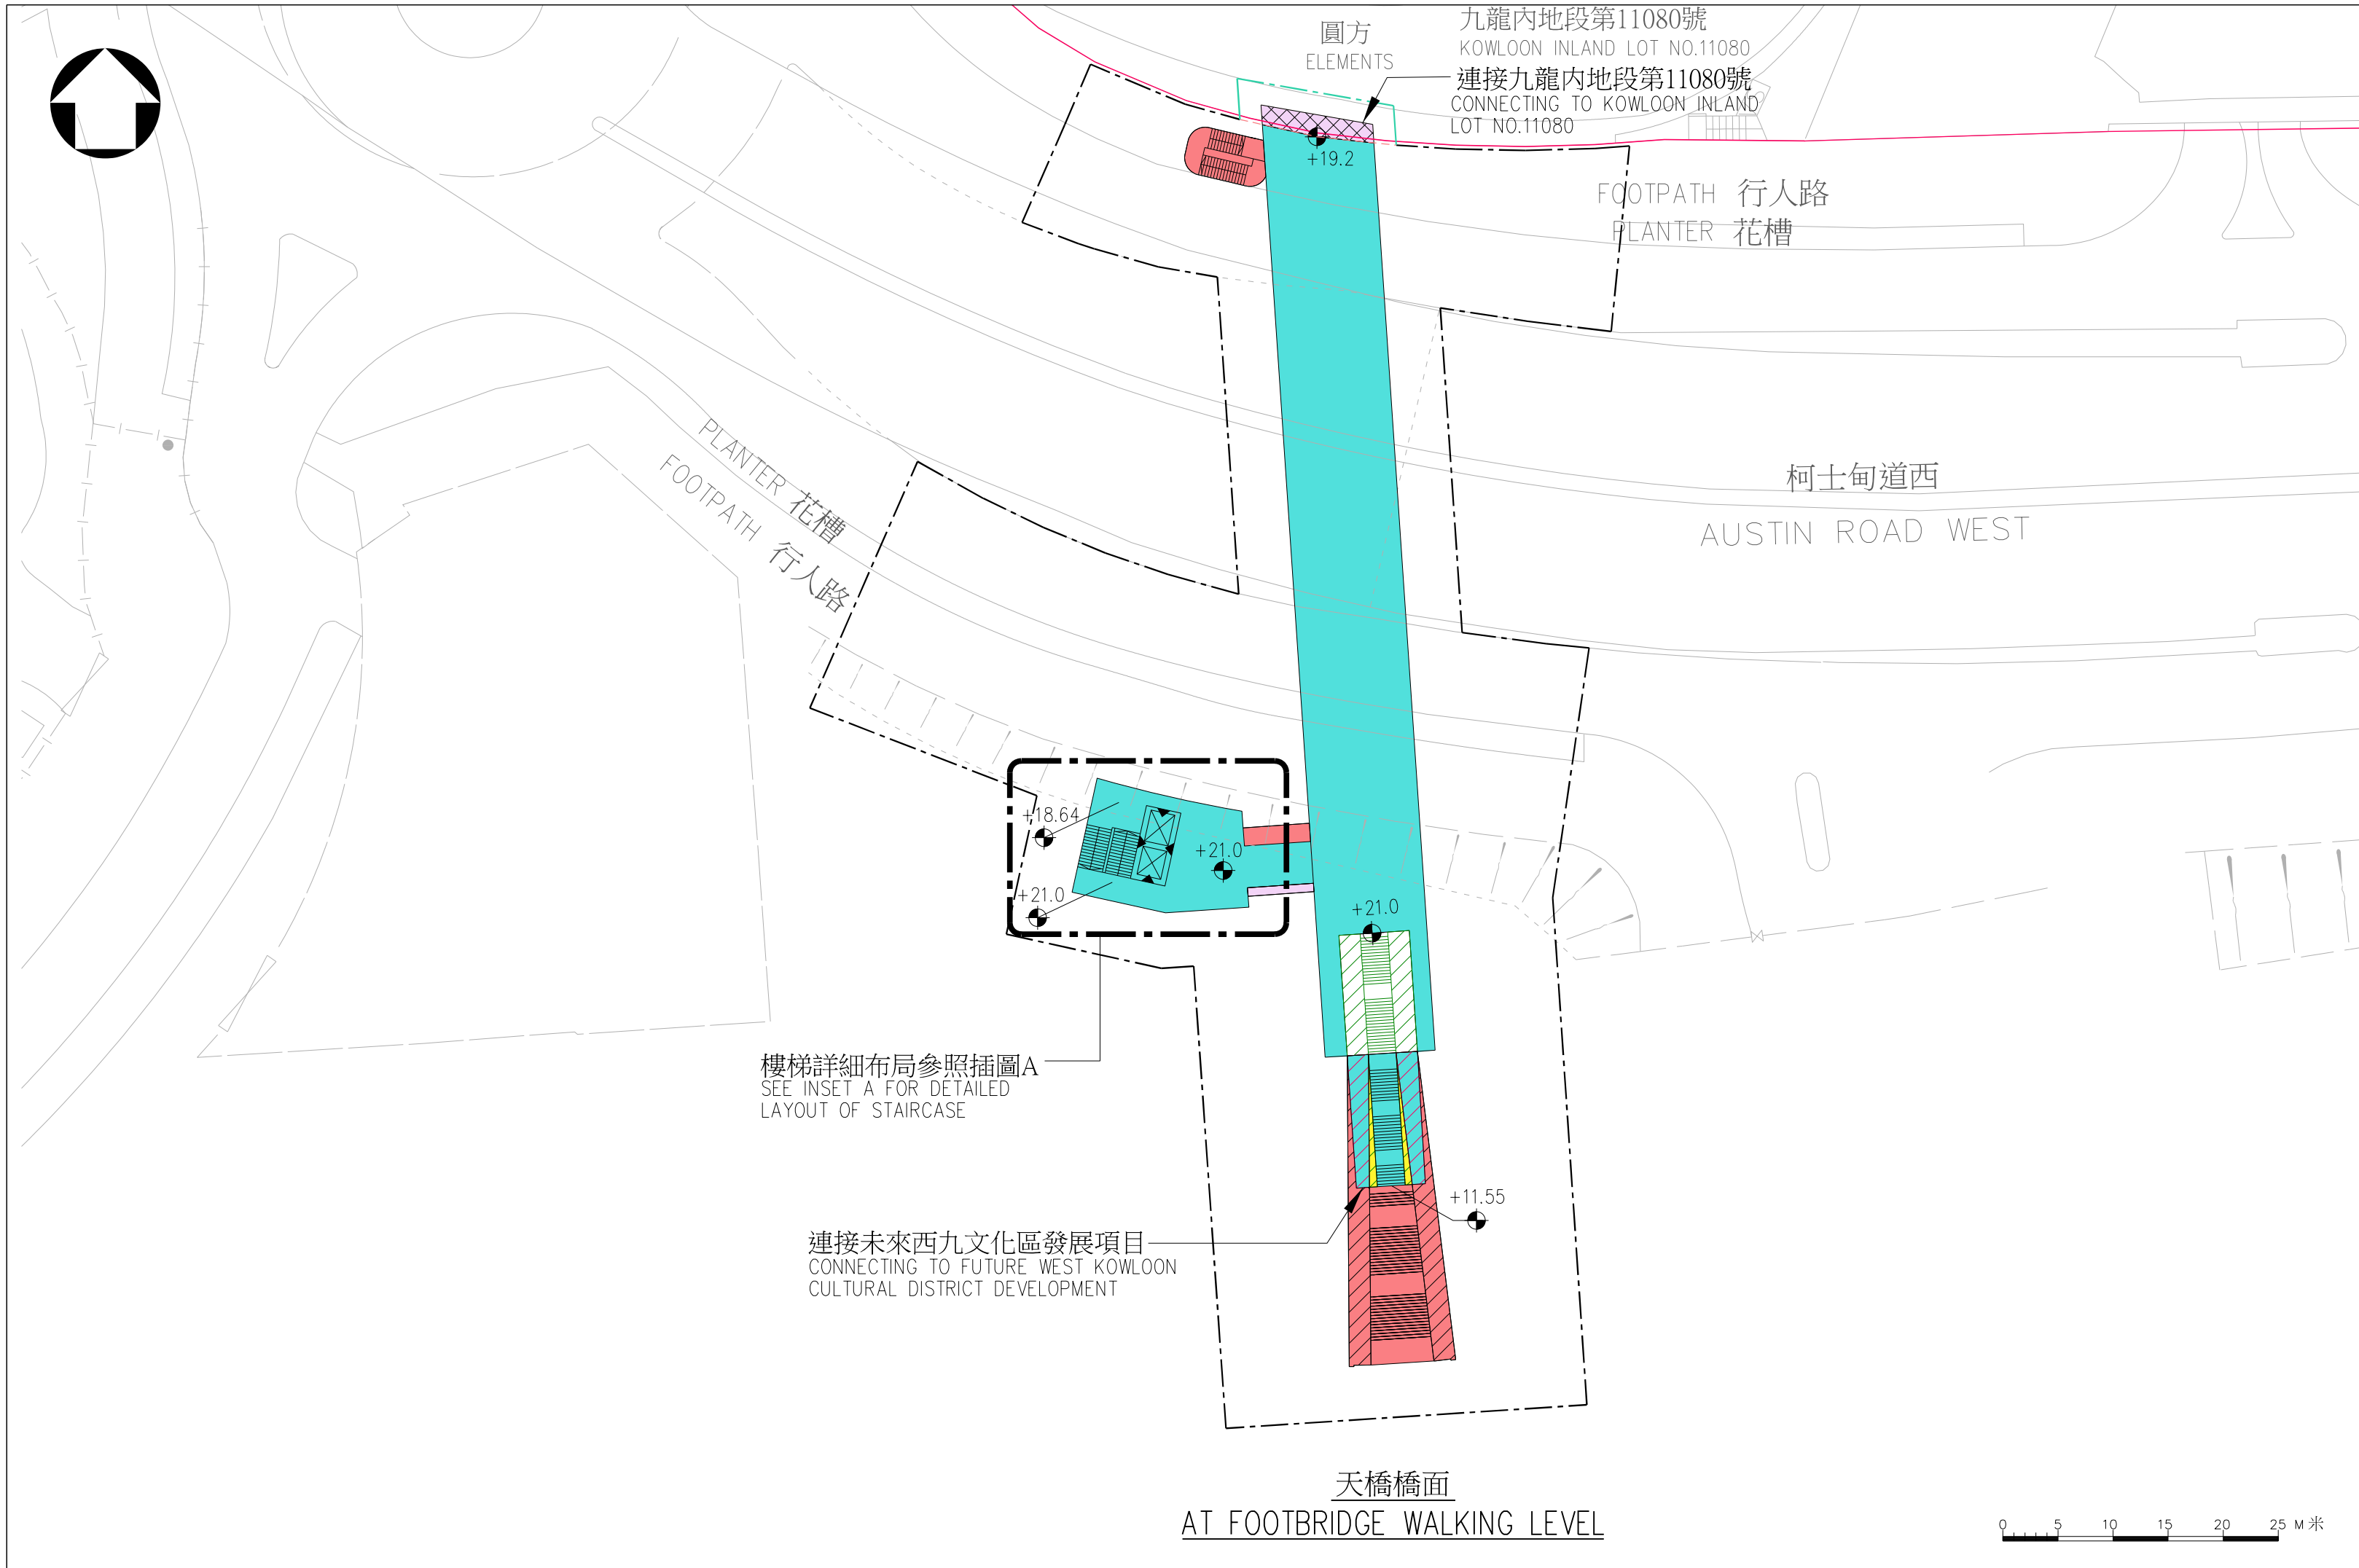 圓方
ELEMENTS
九龍內地段第11080號
KOWLOON INLAND LOT NO.11080
連接九龍內地段第11080號
CONNECTING TO KOWLOON INLAND
LOT NO.11080
+19.2
FOOTPATH 行人路
PLANTER 花槽
PLANTER 花槽
FOOTPATH 行人路
柯士甸道西
AUSTIN ROAD WEST
+18.64
+21.0
+21.0
+21.0
樓梯詳細布局參照插圖A
SEE INSET A FOR DETAILED
LAYOUT OF STAIRCASE
+11.55
連接未來西九文化區發展項目
CONNECTING TO FUTURE WEST KOWLOON
CULTURAL DISTRICT DEVELOPMENT
天橋橋面
AT FOOTBRIDGE WALKING LEVEL
0 5 10 15 20 25 M 米